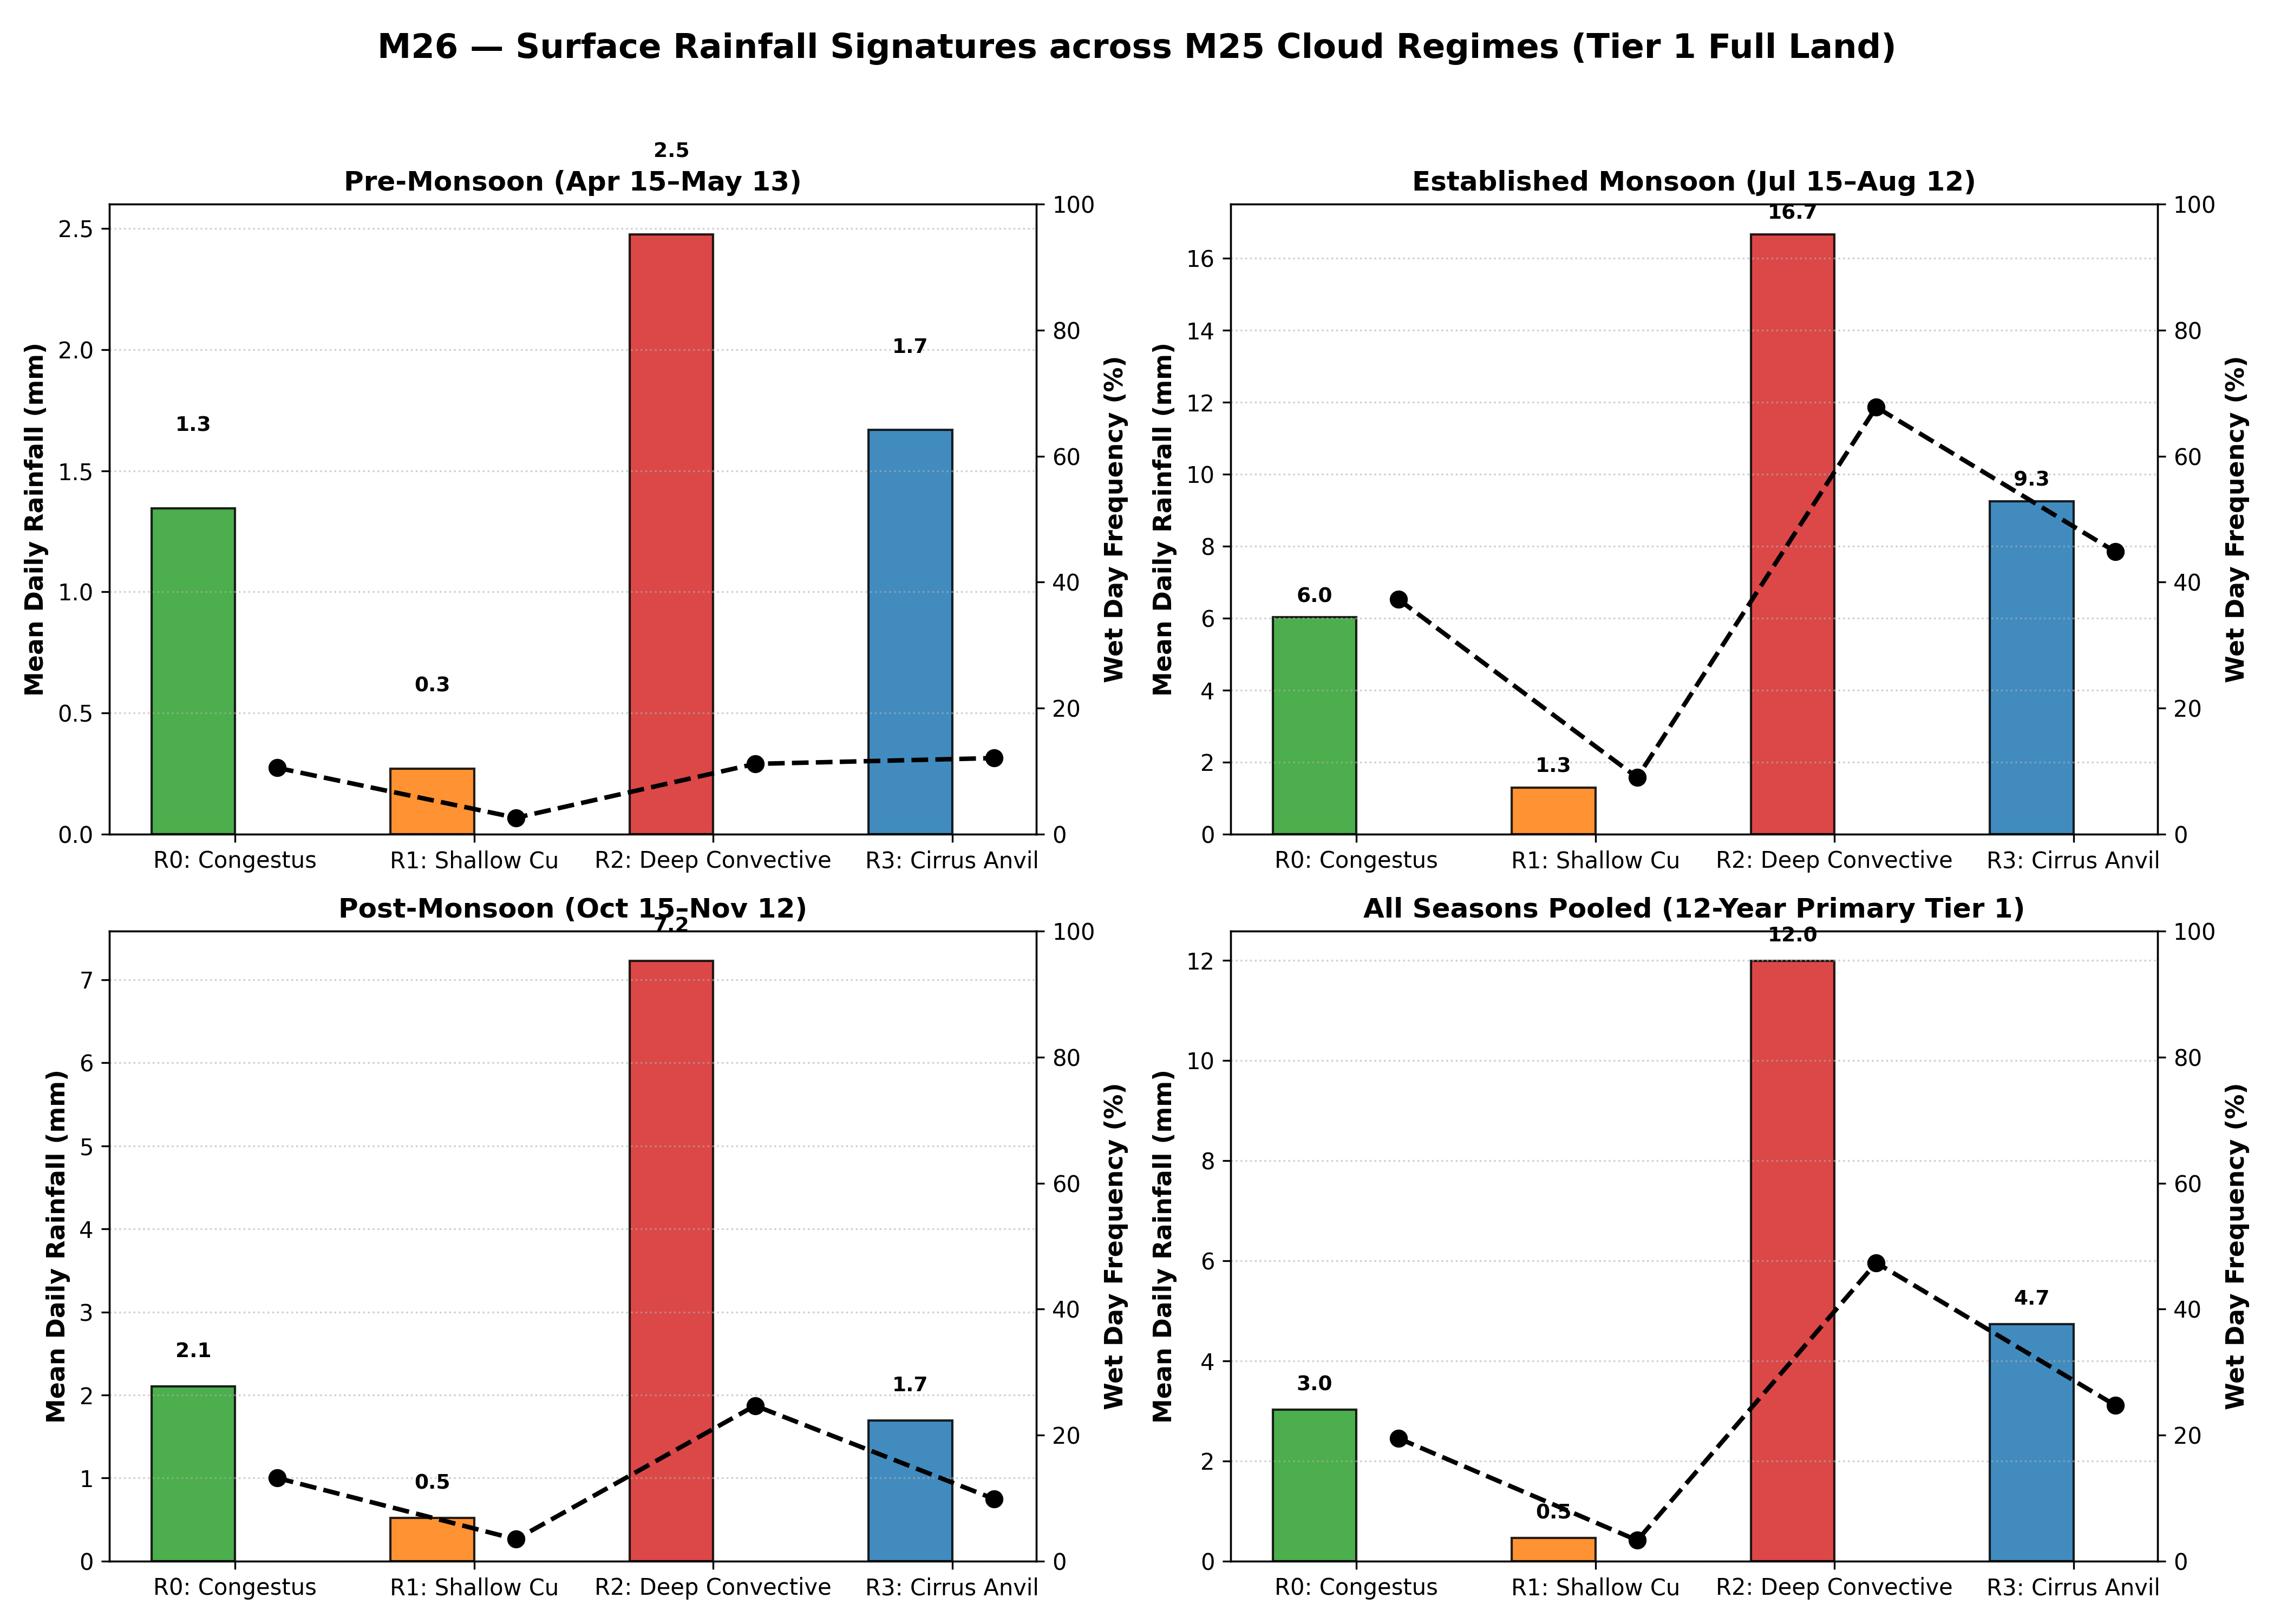 M26 — Surface Rainfall Signatures across M25 Cloud Regimes (Tier 1 Full Land)
Pre-Monsoon (Apr 15–May 13)
Mean Daily Rainfall (mm)
2.5
2.0
1.5
1.0
0.5
0.0
1.3
0.3
2.5
1.7
100
80
60
40
20
0
Wet Day Frequency (%)
R0: Congestus
R1: Shallow Cu
R2: Deep Convective
R3: Cirrus Anvil
Established Monsoon (Jul 15–Aug 12)
Mean Daily Rainfall (mm)
16
14
12
10
8
6
4
2
0
6.0
1.3
16.7
9.3
100
80
60
40
20
0
Wet Day Frequency (%)
R0: Congestus
R1: Shallow Cu
R2: Deep Convective
R3: Cirrus Anvil
Post-Monsoon (Oct 15–Nov 12)
Mean Daily Rainfall (mm)
7
6
5
4
3
2
1
0
2.1
0.5
7.2
1.7
100
80
60
40
20
0
Wet Day Frequency (%)
R0: Congestus
R1: Shallow Cu
R2: Deep Convective
R3: Cirrus Anvil
All Seasons Pooled (12-Year Primary Tier 1)
Mean Daily Rainfall (mm)
12
10
8
6
4
2
0
3.0
0.5
12.0
4.7
100
80
60
40
20
0
Wet Day Frequency (%)
R0: Congestus
R1: Shallow Cu
R2: Deep Convective
R3: Cirrus Anvil